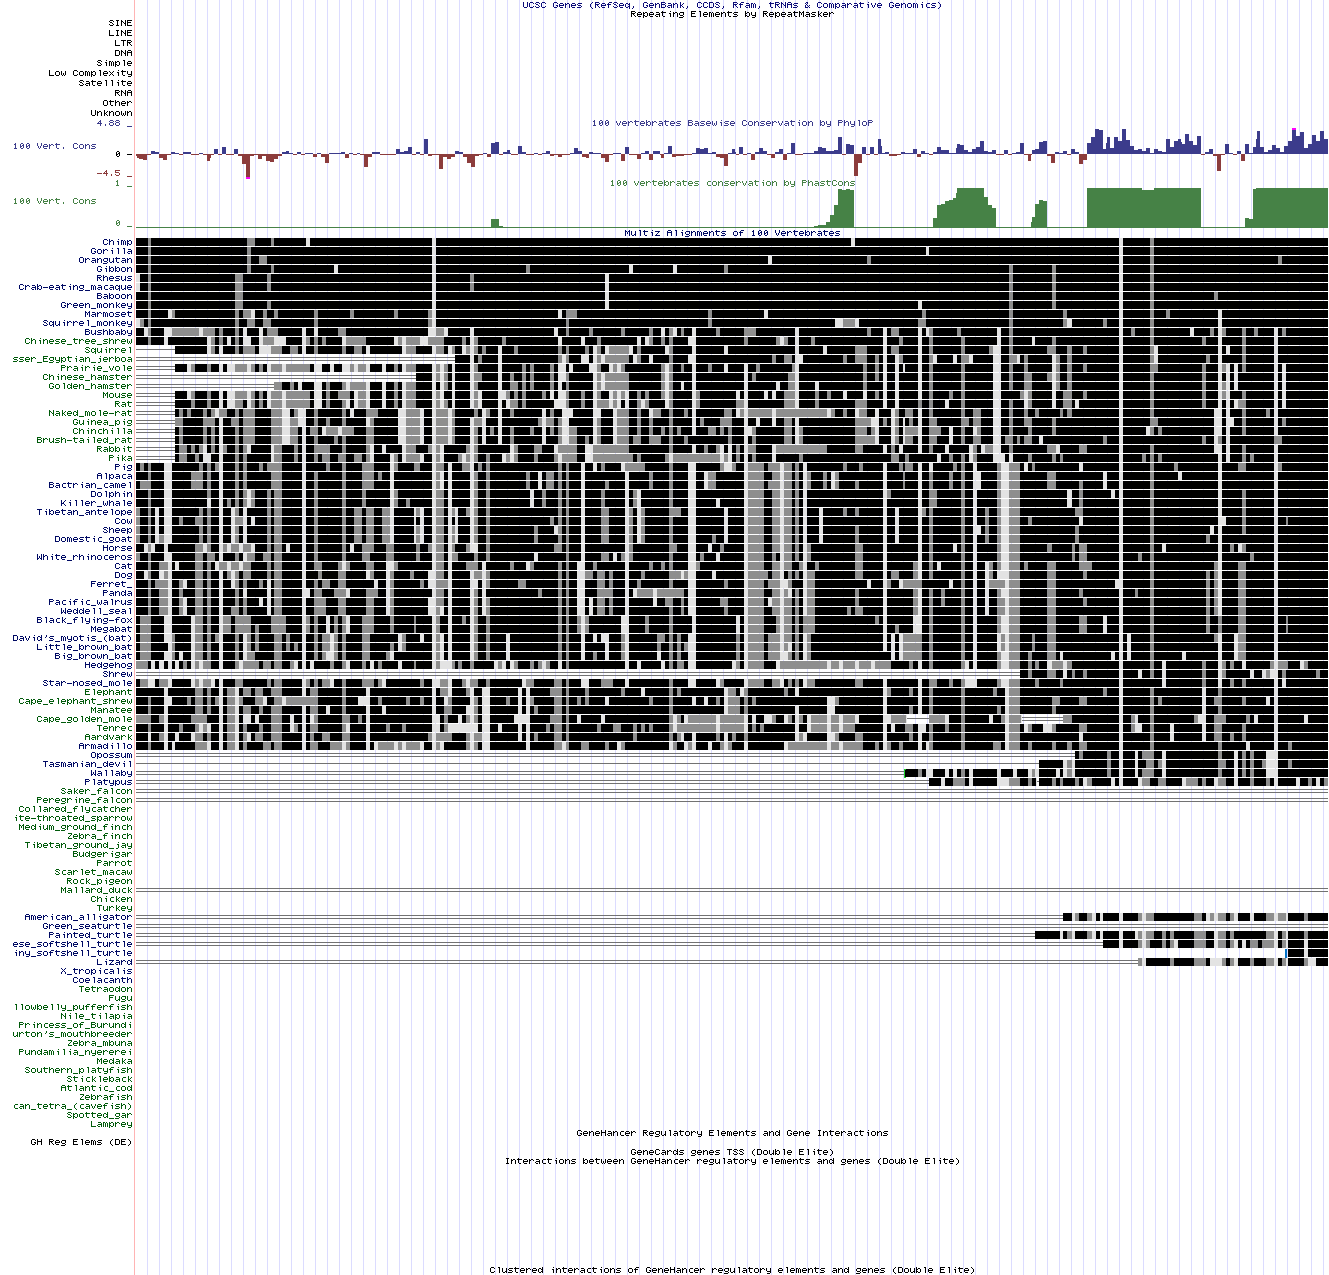 UCSC Genes (RefSeq, GenBank, CCDS, Rfam, tRNAs & Comparative Genomics)
Repeating Elements by RepeatMasker
SINE
LINE
LTR
DNA
Simple
Low Complexity
Satellite
RNA
Other
Unknown
100 vertebrates Basewise Conservation by PhyloP
4.88 _
100 Vert. Cons
0 _
-4.5 _
100 vertebrates conservation by PhastCons
1 _
100 Vert. Cons
0 _
Multiz Alignments of 100 Vertebrates
Chimp
Gorilla
Orangutan
Gibbon
Rhesus
Crab-eating_macaque
Baboon
Green_monkey
Marmoset
Squirrel_monkey
Bushbaby
Chinese_tree_shrew
Squirrel
sser_Egyptian_jerboa
Prairie_vole
Chinese_hamster
Golden_hamster
Mouse
Rat
Naked_mole-rat
Guinea_pig
Chinchilla
Brush-tailed_rat
Rabbit
Pika
Pig
Alpaca
Bactrian_camel
Dolphin
Killer_whale
Tibetan_antelope
Cow
Sheep
Domestic_goat
Horse
White_rhinoceros
Cat
Dog
Ferret_
Panda
Pacific_walrus
Weddell_seal
Black_flying-fox
Megabat
David's_myotis_(bat)
Little_brown_bat
Big_brown_bat
Hedgehog
Shrew
Star-nosed_mole
Elephant
Cape_elephant_shrew
Manatee
Cape_golden_mole
Tenrec
Aardvark
Armadillo
Opossum
Tasmanian_devil
Wallaby
Platypus
Saker_falcon
Peregrine_falcon
Collared_flycatcher
ite-throated_sparrow
Medium_ground_finch
Zebra_finch
Tibetan_ground_jay
Budgerigar
Parrot
Scarlet_macaw
Rock_pigeon
Mallard_duck
Chicken
Turkey
American_alligator
Green_seaturtle
Painted_turtle
ese_softshell_turtle
iny_softshell_turtle
Lizard
X_tropicalis
Coelacanth
Tetraodon
Fugu
llowbelly_pufferfish
Nile_tilapia
Princess_of_Burundi
urton's_mouthbreeder
Zebra_mbuna
Pundamilia_nyererei
Medaka
Southern_platyfish
Stickleback
Atlantic_cod
Zebrafish
can_tetra_(cavefish)
Spotted_gar
Lamprey
GeneHancer Regulatory Elements and Gene Interactions
GH Reg Elems (DE)
GeneCards genes TSS (Double Elite)
Interactions between GeneHancer regulatory elements and genes (Double Elite)
Clustered interactions of GeneHancer regulatory elements and genes (Double Elite)